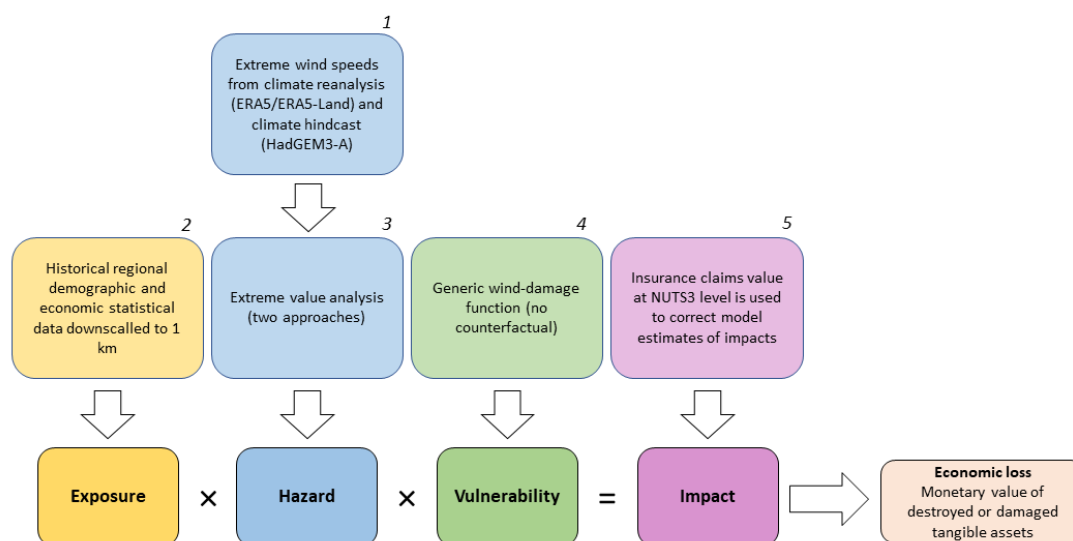 1
Extreme wind speeds
from climate reanalysis
(ERA5/ERA5-Land) and
climate hindcast
(HadGEM3-A)
2
Historical regional
demographic and
economic statistical
data downscalled to 1
km
3
Extreme value analysis
(two approaches)
4
Generic wind-damage
function (no
counterfactual)
5
Insurance claims value
at NUTS3 level is used
to correct model
estimates of impacts
Exposure × Hazard × Vulnerability = Impact
Economic loss
Monetary value of
destroyed or damaged
tangible assets